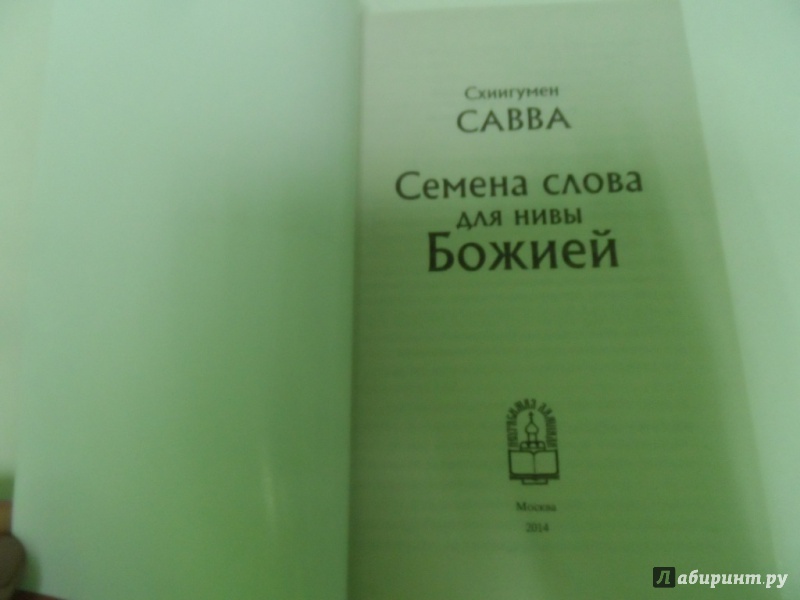 Схиигумен
САВВА
Семена слова
для нивы
Божией
Москва
2014
Лабиринт.ру